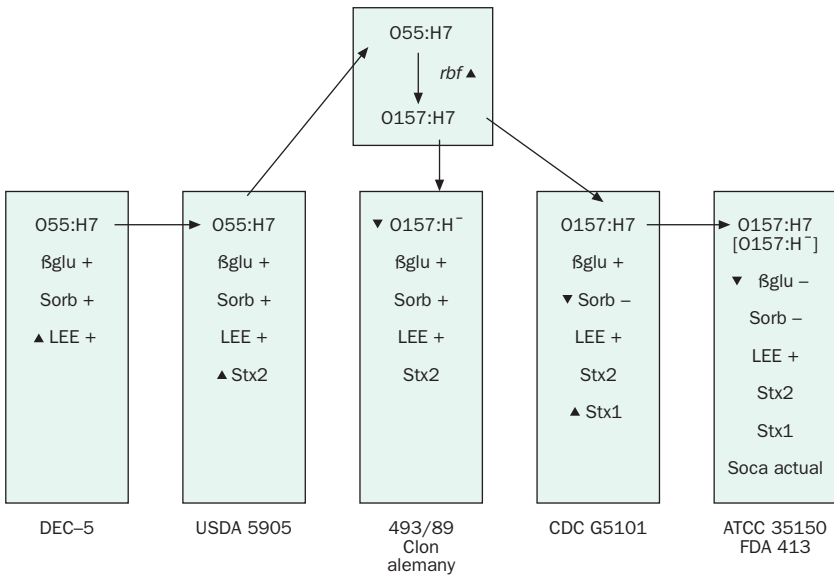 O55:H7
rbf ▲
O157:H7
O55:H7
ßglu +
Sorb +
▲ LEE +
DEC–5
O55:H7
ßglu +
Sorb +
LEE +
▲ Stx2
USDA 5905
▼ O157:H⁻
ßglu +
Sorb +
LEE +
Stx2
493/89
Clon
alemany
O157:H7
ßglu +
▼ Sorb –
LEE +
Stx2
▲ Stx1
CDC G5101
O157:H7
[O157:H⁻]
▼ ßglu –
Sorb –
LEE +
Stx2
Stx1
Soca actual
ATCC 35150
FDA 413